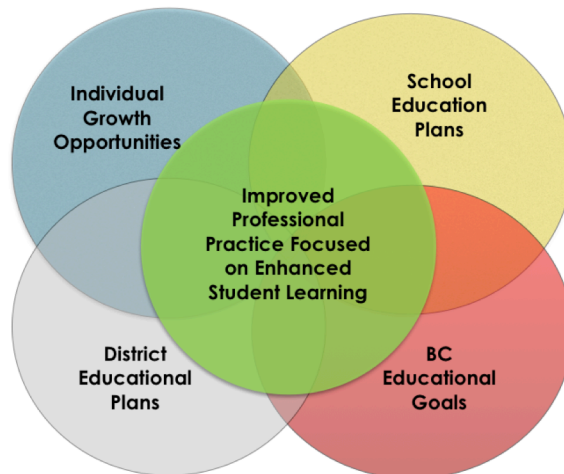 Individual
Growth
Opportunities
School
Education
Plans
Improved
Professional
Practice Focused
on Enhanced
Student Learning
District
Educational
Plans
BC
Educational
Goals